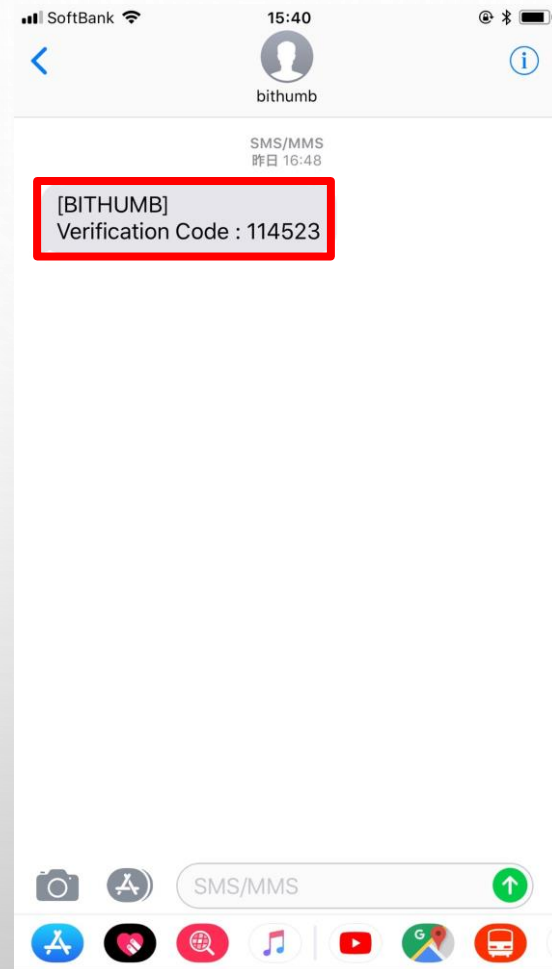 SoftBank 15:40
bithumb
SMS/MMS
昨日 16:48
[BITHUMB]
Verification Code : 114523
SMS/MMS